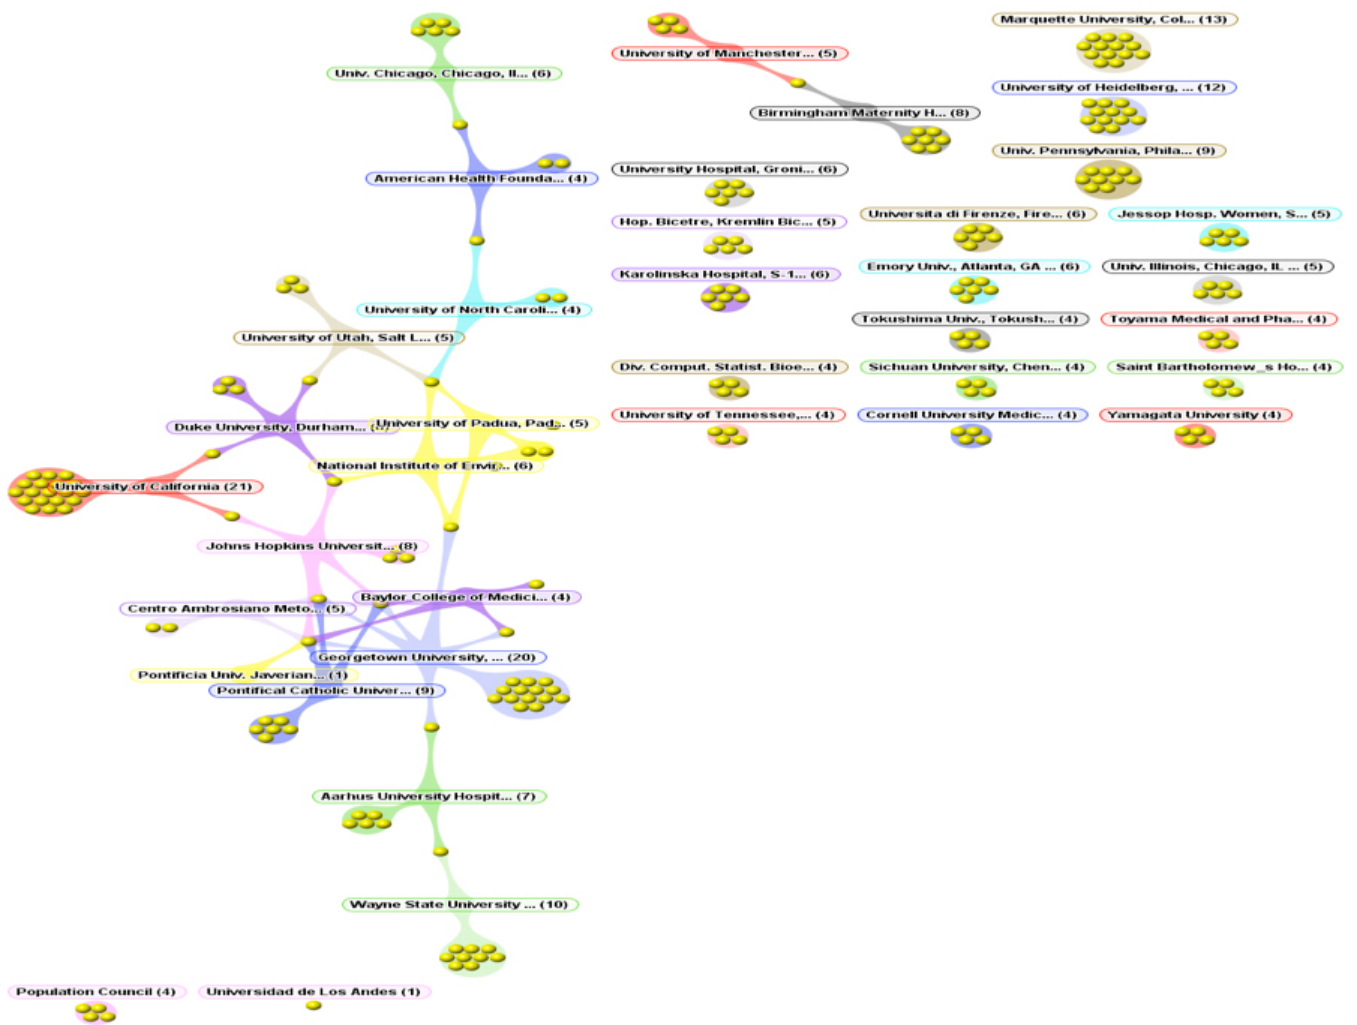 Univ. Chicago, Chicago, Il... (6)
American Health Founda... (4)
University of North Caroli... (4)
University of Utah, Salt L... (5)
Duke University, Durham...
University of Padua, Pad... (5)
National Institute of Envir... (6)
University of California (21)
Johns Hopkins Universit... (8)
Baylor College of Medici... (4)
Centro Ambrosiano Meto... (5)
Georgetown University, ... (20)
Pontificia Univ. Javerian... (1)
Pontifical Catholic Univer... (9)
Aarhus University Hospit... (7)
Wayne State University ... (10)
Population Council (4)
Universidad de Los Andes (1)
University of Manchester... (5)
Birmingham Maternity H... (8)
Marquette University, Col... (13)
University of Heidelberg, ... (12)
Univ. Pennsylvania, Phila... (9)
University Hospital, Groni... (6)
Hop. Bicetre, Kremlin Bic... (5)
Universita di Firenze, Fire... (6)
Jessop Hosp. Women, S... (5)
Karolinska Hospital, S-1... (6)
Emory Univ., Atlanta, GA ... (6)
Univ. Illinois, Chicago, IL ... (5)
Tokushima Univ., Tokush... (4)
Toyama Medical and Pha... (4)
Div. Comput. Statist. Bioe... (4)
Sichuan University, Chen... (4)
Saint Bartholomew_s Ho... (4)
University of Tennessee,... (4)
Cornell University Medic... (4)
Yamagata University (4)